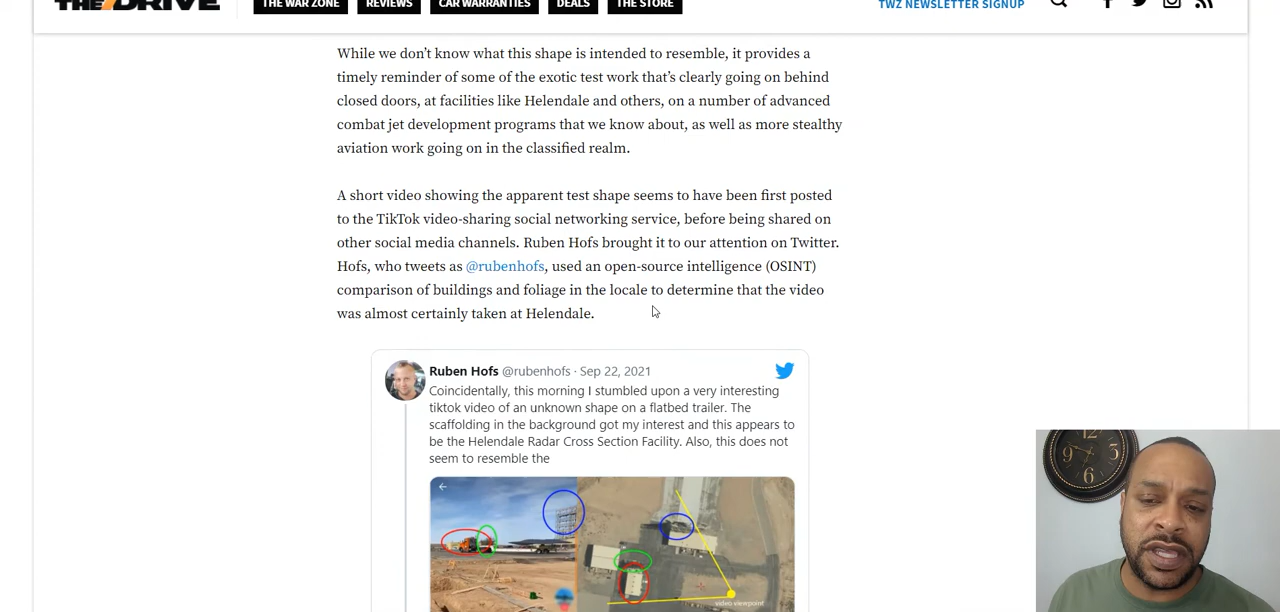 THE DRIVE
THE WAR ZONE
REVIEWS
CAR WARRANTIES
DEALS
THE STORE
TWZ NEWSLETTER SIGNUP
While we don’t know what this shape is intended to resemble, it provides a
timely reminder of some of the exotic test work that’s clearly going on behind
closed doors, at facilities like Helendale and others, on a number of advanced
combat jet development programs that we know about, as well as more stealthy
aviation work going on in the classified realm.
A short video showing the apparent test shape seems to have been first posted
to the TikTok video-sharing social networking service, before being shared on
other social media channels. Ruben Hofs brought it to our attention on Twitter.
Hofs, who tweets as @rubenhofs, used an open-source intelligence (OSINT)
comparison of buildings and foliage in the locale to determine that the video
was almost certainly taken at Helendale.
Ruben Hofs @rubenhofs · Sep 22, 2021
Coincidentally, this morning I stumbled upon a very interesting
tiktok video of an unknown shape on a flatbed trailer. The
scaffolding in the background got my interest and this appears to
be the Helendale Radar Cross Section Facility. Also, this does not
seem to resemble the
video viewpoint
12
9
3